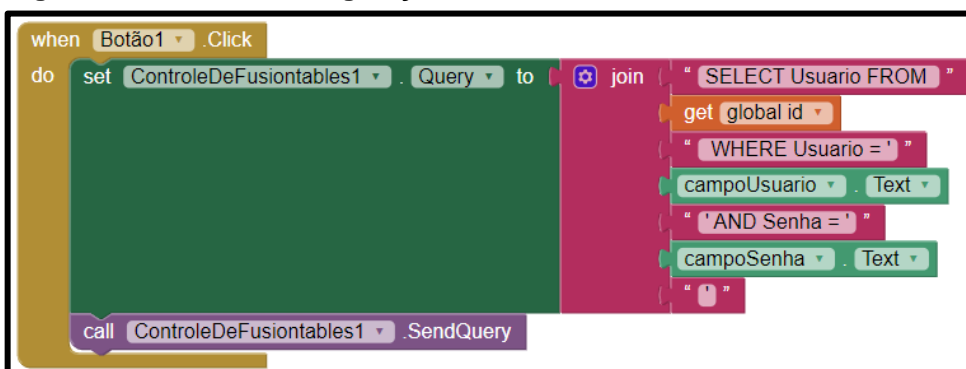 when Botão1 .Click
do set ControleDeFusiontables1 . Query to join " SELECT Usuario FROM "
get global id
" WHERE Usuario = ' "
campoUsuario . Text
" ' AND Senha = ' "
campoSenha . Text
" ' "
call ControleDeFusiontables1 .SendQuery